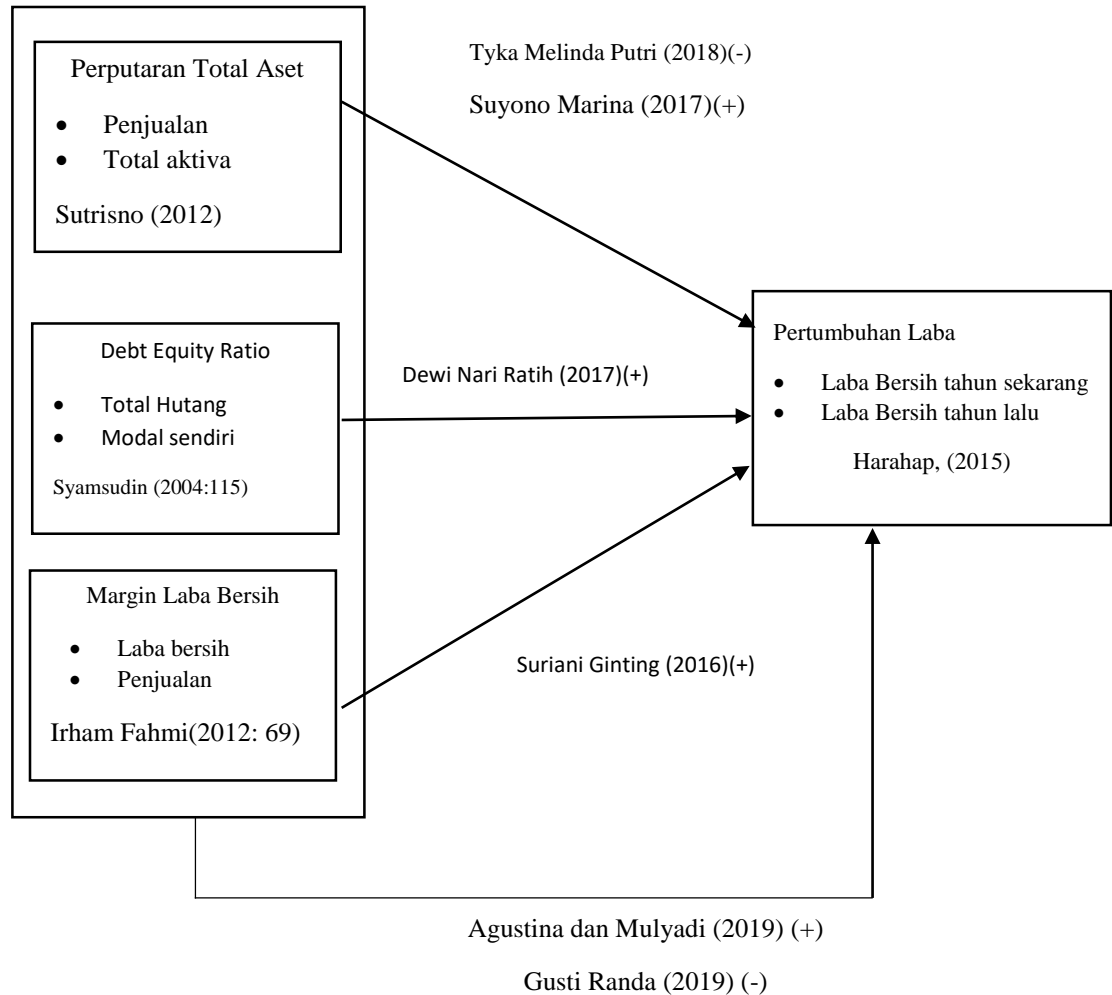 Perputaran Total Aset
• Penjualan
• Total aktiva
Sutrisno (2012)
Debt Equity Ratio
• Total Hutang
• Modal sendiri
Syamsudin (2004:115)
Margin Laba Bersih
• Laba bersih
• Penjualan
Irham Fahmi(2012: 69)
Tyka Melinda Putri (2018)(-)
Suyono Marina (2017)(+)
Dewi Nari Ratih (2017)(+)
Suriani Ginting (2016)(+)
Pertumbuhan Laba
• Laba Bersih tahun sekarang
• Laba Bersih tahun lalu
Harahap, (2015)
Agustina dan Mulyadi (2019) (+)
Gusti Randa (2019) (-)